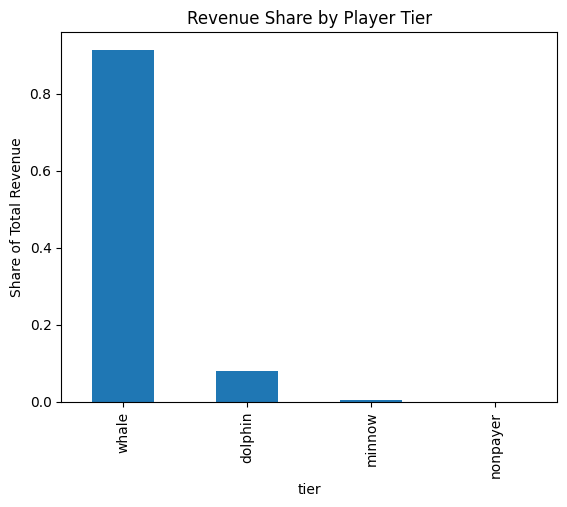 Revenue Share by Player Tier
Share of Total Revenue
0.8
0.6
0.4
0.2
0.0
whale
dolphin
minnow
nonpayer
tier